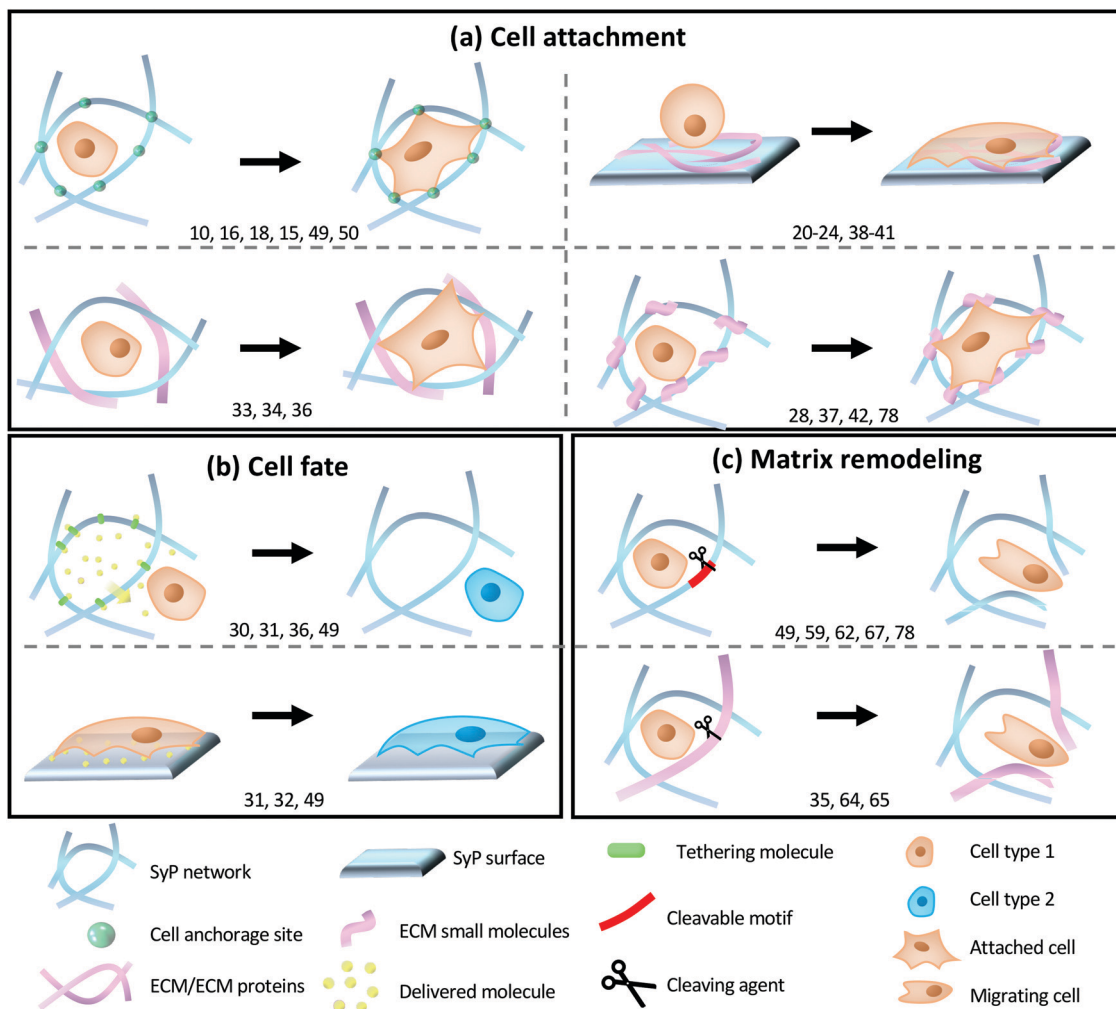 (a) Cell attachment
10, 16, 18, 15, 49, 50
20-24, 38-41
33, 34, 36
28, 37, 42, 78
(b) Cell fate
30, 31, 36, 49
31, 32, 49
(c) Matrix remodeling
49, 59, 62, 67, 78
35, 64, 65
SyP network
SyP surface
Tethering molecule
Cell type 1
Cell anchorage site
ECM small molecules
Cleavable motif
Cell type 2
ECM/ECM proteins
Delivered molecule
Cleaving agent
Attached cell
Migrating cell